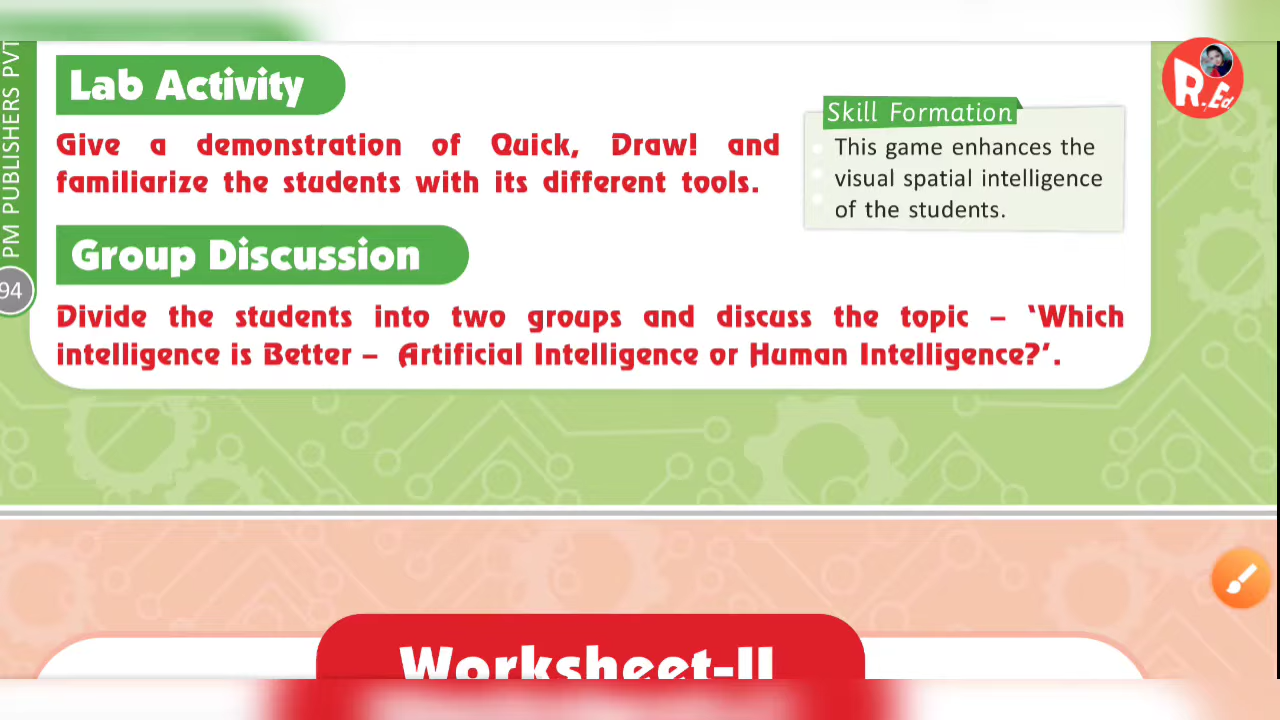 PM PUBLISHERS PVT
Lab Activity
Give a demonstration of Quick, Draw! and
familiarize the students with its different tools.
Skill Formation
This game enhances the
visual spatial intelligence
of the students.
Group Discussion
94
Divide the students into two groups and discuss the topic – ‘Which
intelligence is Better – Artificial Intelligence or Human Intelligence?’.
R.Ed
Worksheet-II